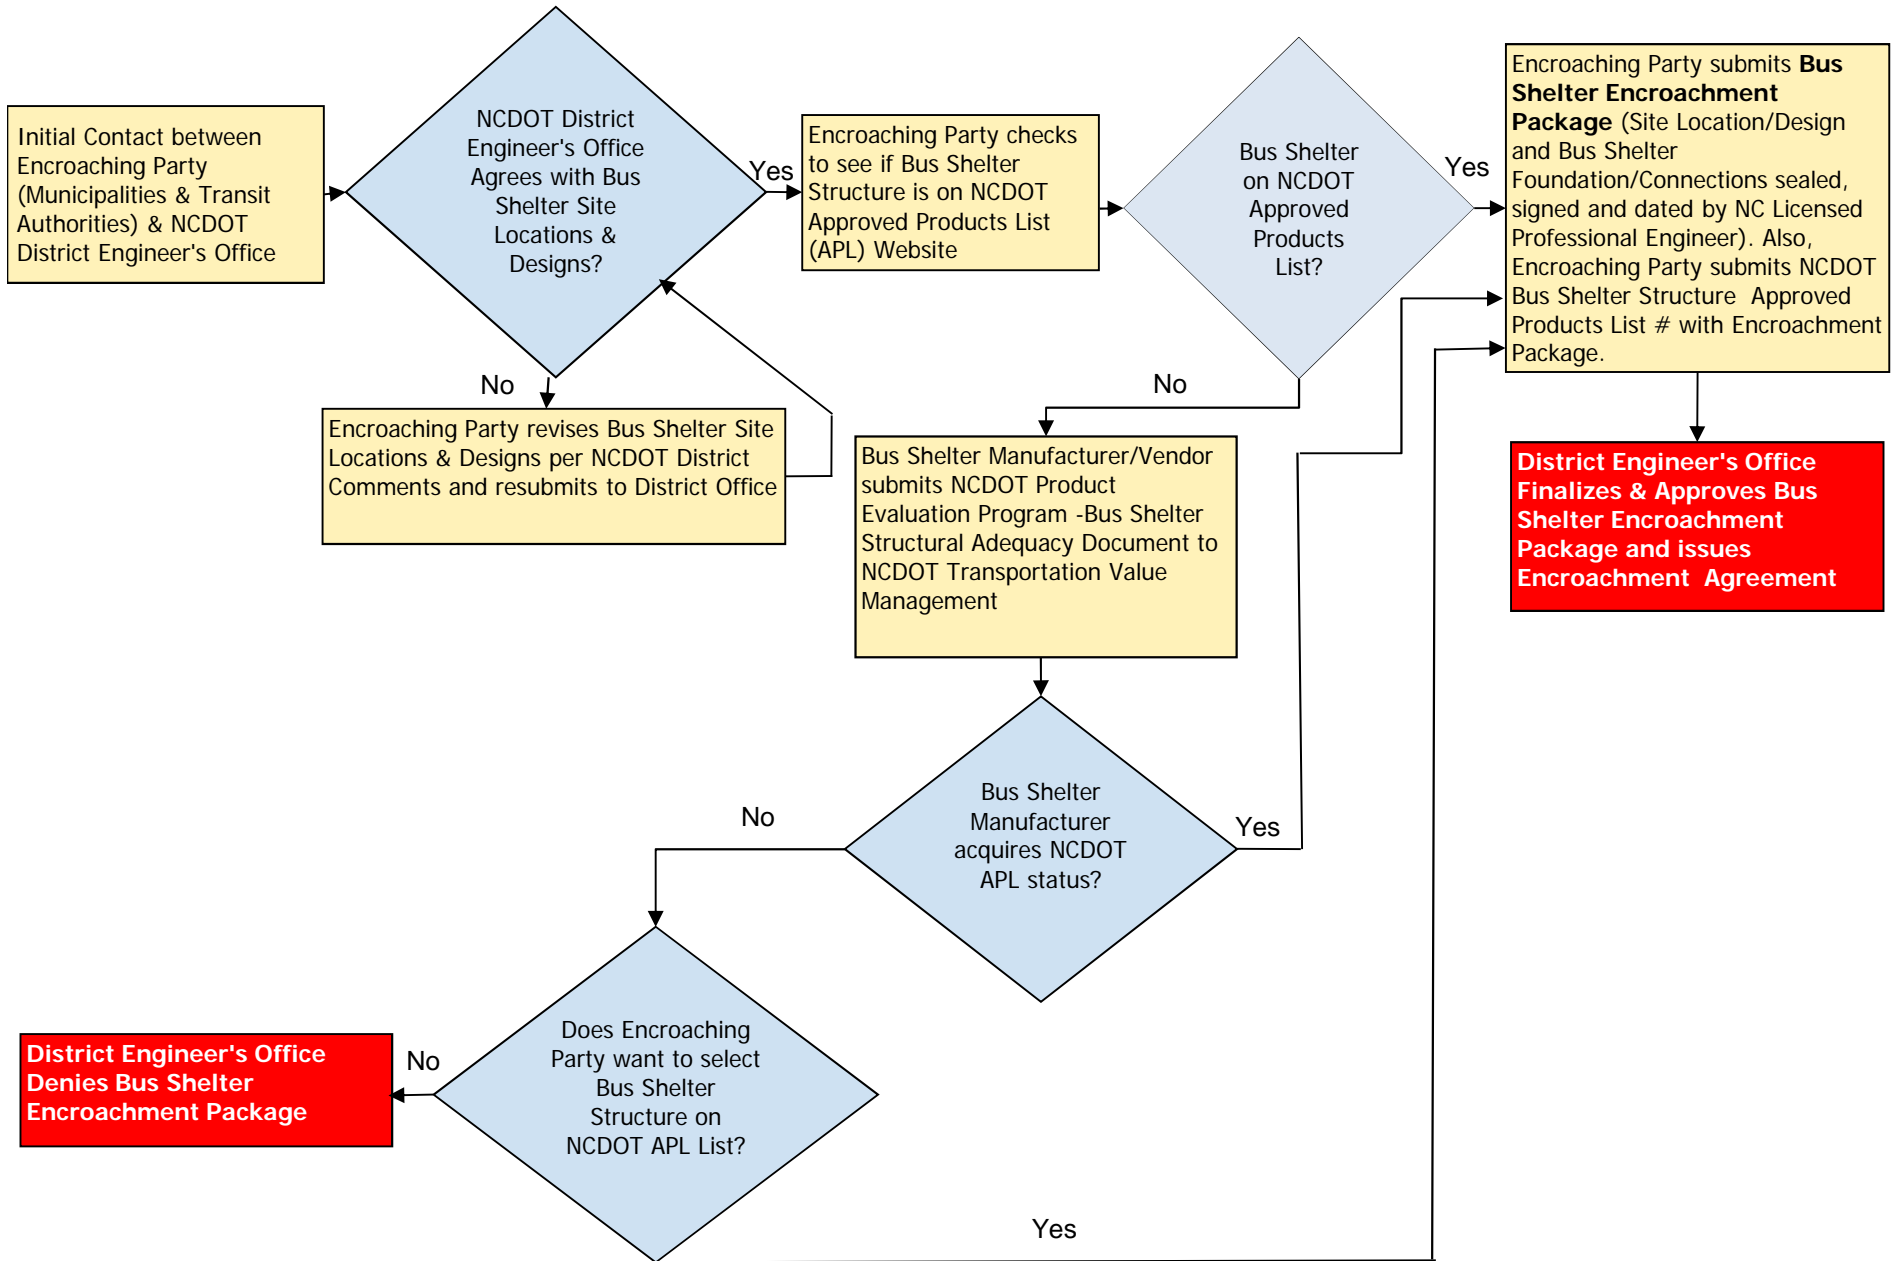 Initial Contact between
Encroaching Party
(Municipalities & Transit
Authorities) & NCDOT
District Engineer's Office
NCDOT District
Engineer's Office
Agrees with Bus
Shelter Site
Locations &
Designs?
Yes
No
Encroaching Party revises Bus Shelter Site
Locations & Designs per NCDOT District
Comments and resubmits to District Office
Encroaching Party checks
to see if Bus Shelter
Structure is on NCDOT
Approved Products List
(APL) Website
Bus Shelter
on NCDOT
Approved
Products
List?
Yes
No
Encroaching Party submits Bus
Shelter Encroachment
Package (Site Location/Design
and Bus Shelter
Foundation/Connections sealed,
signed and dated by NC Licensed
Professional Engineer). Also,
Encroaching Party submits NCDOT
Bus Shelter Structure  Approved
Products List # with Encroachment
Package.
District Engineer's Office
Finalizes & Approves Bus
Shelter Encroachment
Package and issues
Encroachment  Agreement
Bus Shelter Manufacturer/Vendor
submits NCDOT Product
Evaluation Program -Bus Shelter
Structural Adequacy Document to
NCDOT Transportation Value
Management
Bus Shelter
Manufacturer
acquires NCDOT
APL status?
No
Yes
Does Encroaching
Party want to select
Bus Shelter
Structure on
NCDOT APL List?
No
Yes
District Engineer's Office
Denies Bus Shelter
Encroachment Package